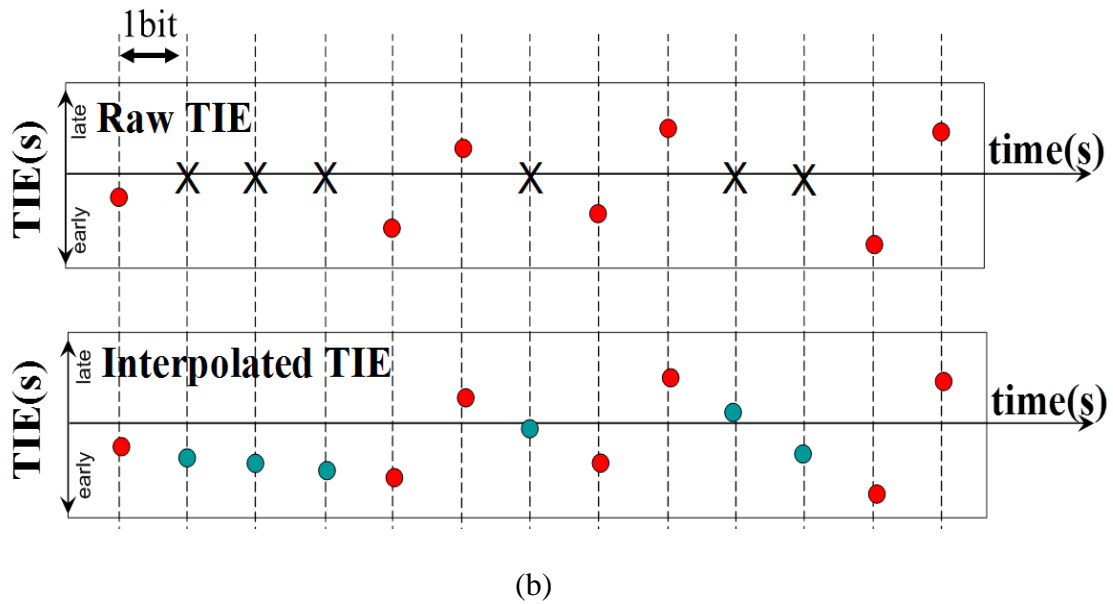 1bit
late
Raw TIE
X X X X X X
time(s)
TIE(s)
early
late
Interpolated TIE
time(s)
TIE(s)
early
(b)